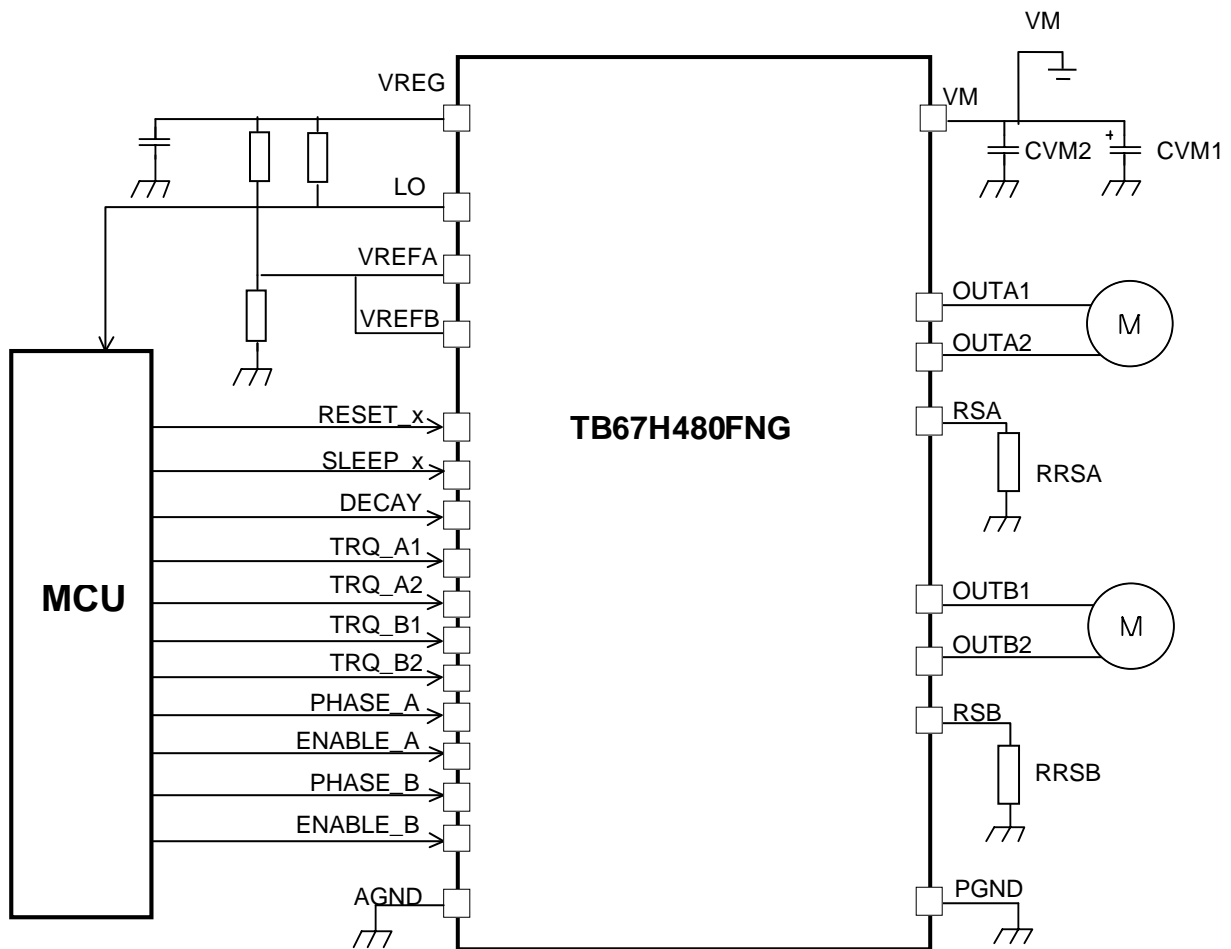 VM
VREG
VM
CVM2
CVM1
+
LO
VREFA
VREFB
OUTA1
M
OUTA2
RESET_x
RSA
TB67H480FNG
SLEEP_x
RRSA
DECAY
TRQ_A1
MCU
TRQ_A2
OUTB1
TRQ_B1
M
OUTB2
TRQ_B2
PHASE_A
RSB
ENABLE_A
RRSB
PHASE_B
ENABLE_B
AGND
PGND